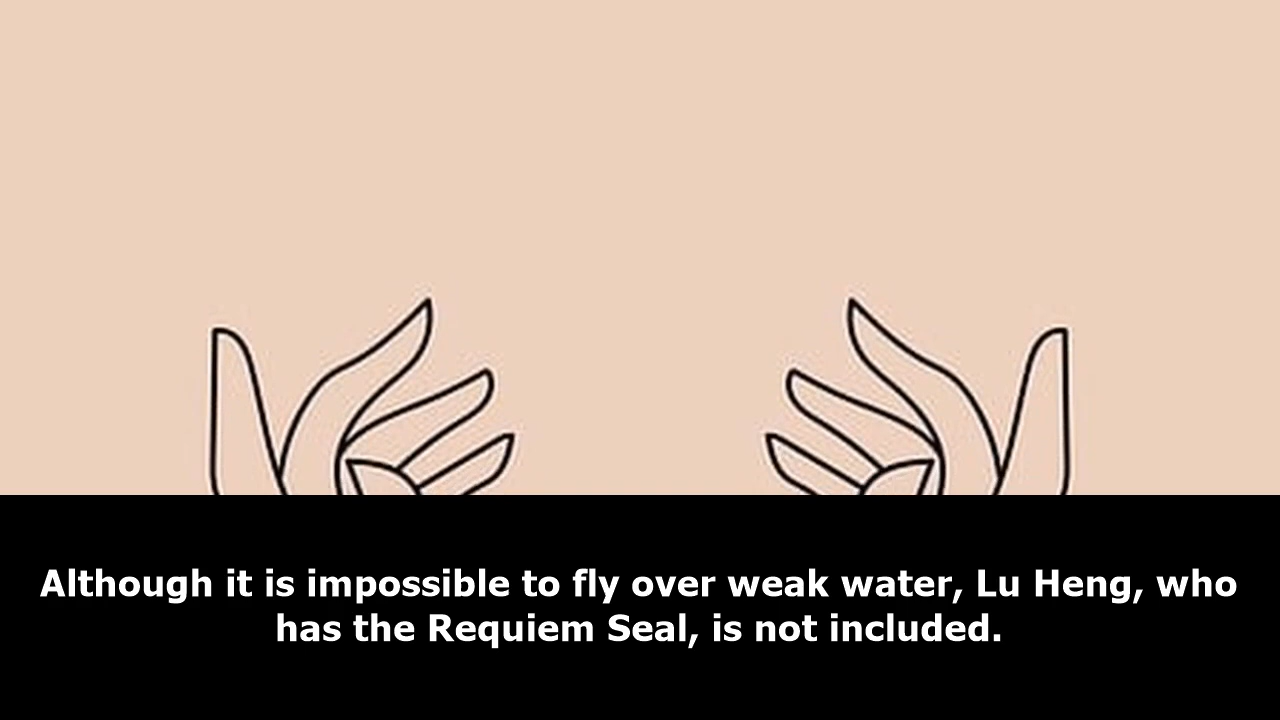 Although it is impossible to fly over weak water, Lu Heng, who
has the Requiem Seal, is not included.